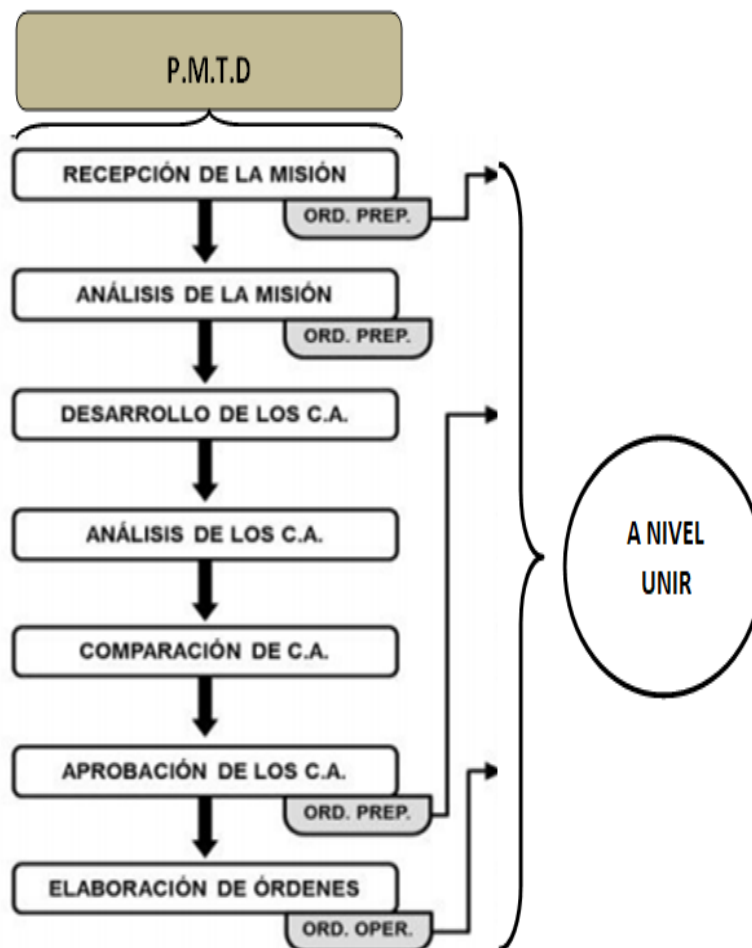 P.M.T.D
RECEPCIÓN DE LA MISIÓN
ORD. PREP.
ANÁLISIS DE LA MISIÓN
ORD. PREP.
DESARROLLO DE LOS C.A.
ANÁLISIS DE LOS C.A.
COMPARACIÓN DE C.A.
APROBACIÓN DE LOS C.A.
ORD. PREP.
ELABORACIÓN DE ÓRDENES
ORD. OPER.
A NIVEL
UNIR